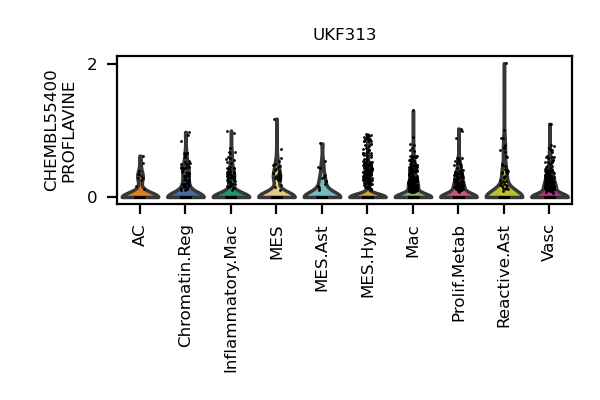 UKF313
CHEMBL55400
PROFLAVINE
2
0
AC
Chromatin.Reg
Inflammatory.Mac
MES
MES.Ast
MES.Hyp
Mac
Prolif.Metab
Reactive.Ast
Vasc